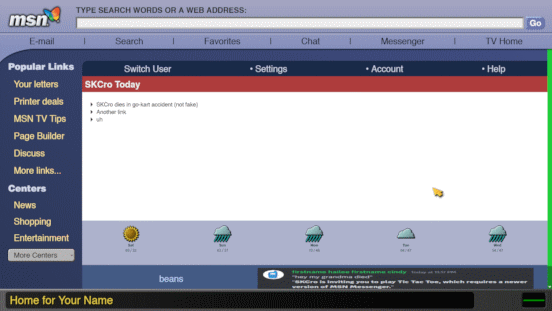 msn
TYPE SEARCH WORDS OR A WEB ADDRESS:
Go
E-mail | Search | Favorites | Chat | Messenger | TV Home
Popular Links
Your letters
Printer deals
MSN TV Tips
Page Builder
Discuss
More links...
Centers
News
Shopping
Entertainment
More Centers
Switch User • Settings • Account • Help
SKCro Today
SKCro dies in go-kart accident (not fake)
Another link
uh
Sat Sun Mon Tue Wed
beans
firstname hailee firstname cindy
"hey my grandma died"
"SKCro is inviting you to play Tic Tac Toe, which requires a newer
version of MSN Messenger."
Home for Your Name